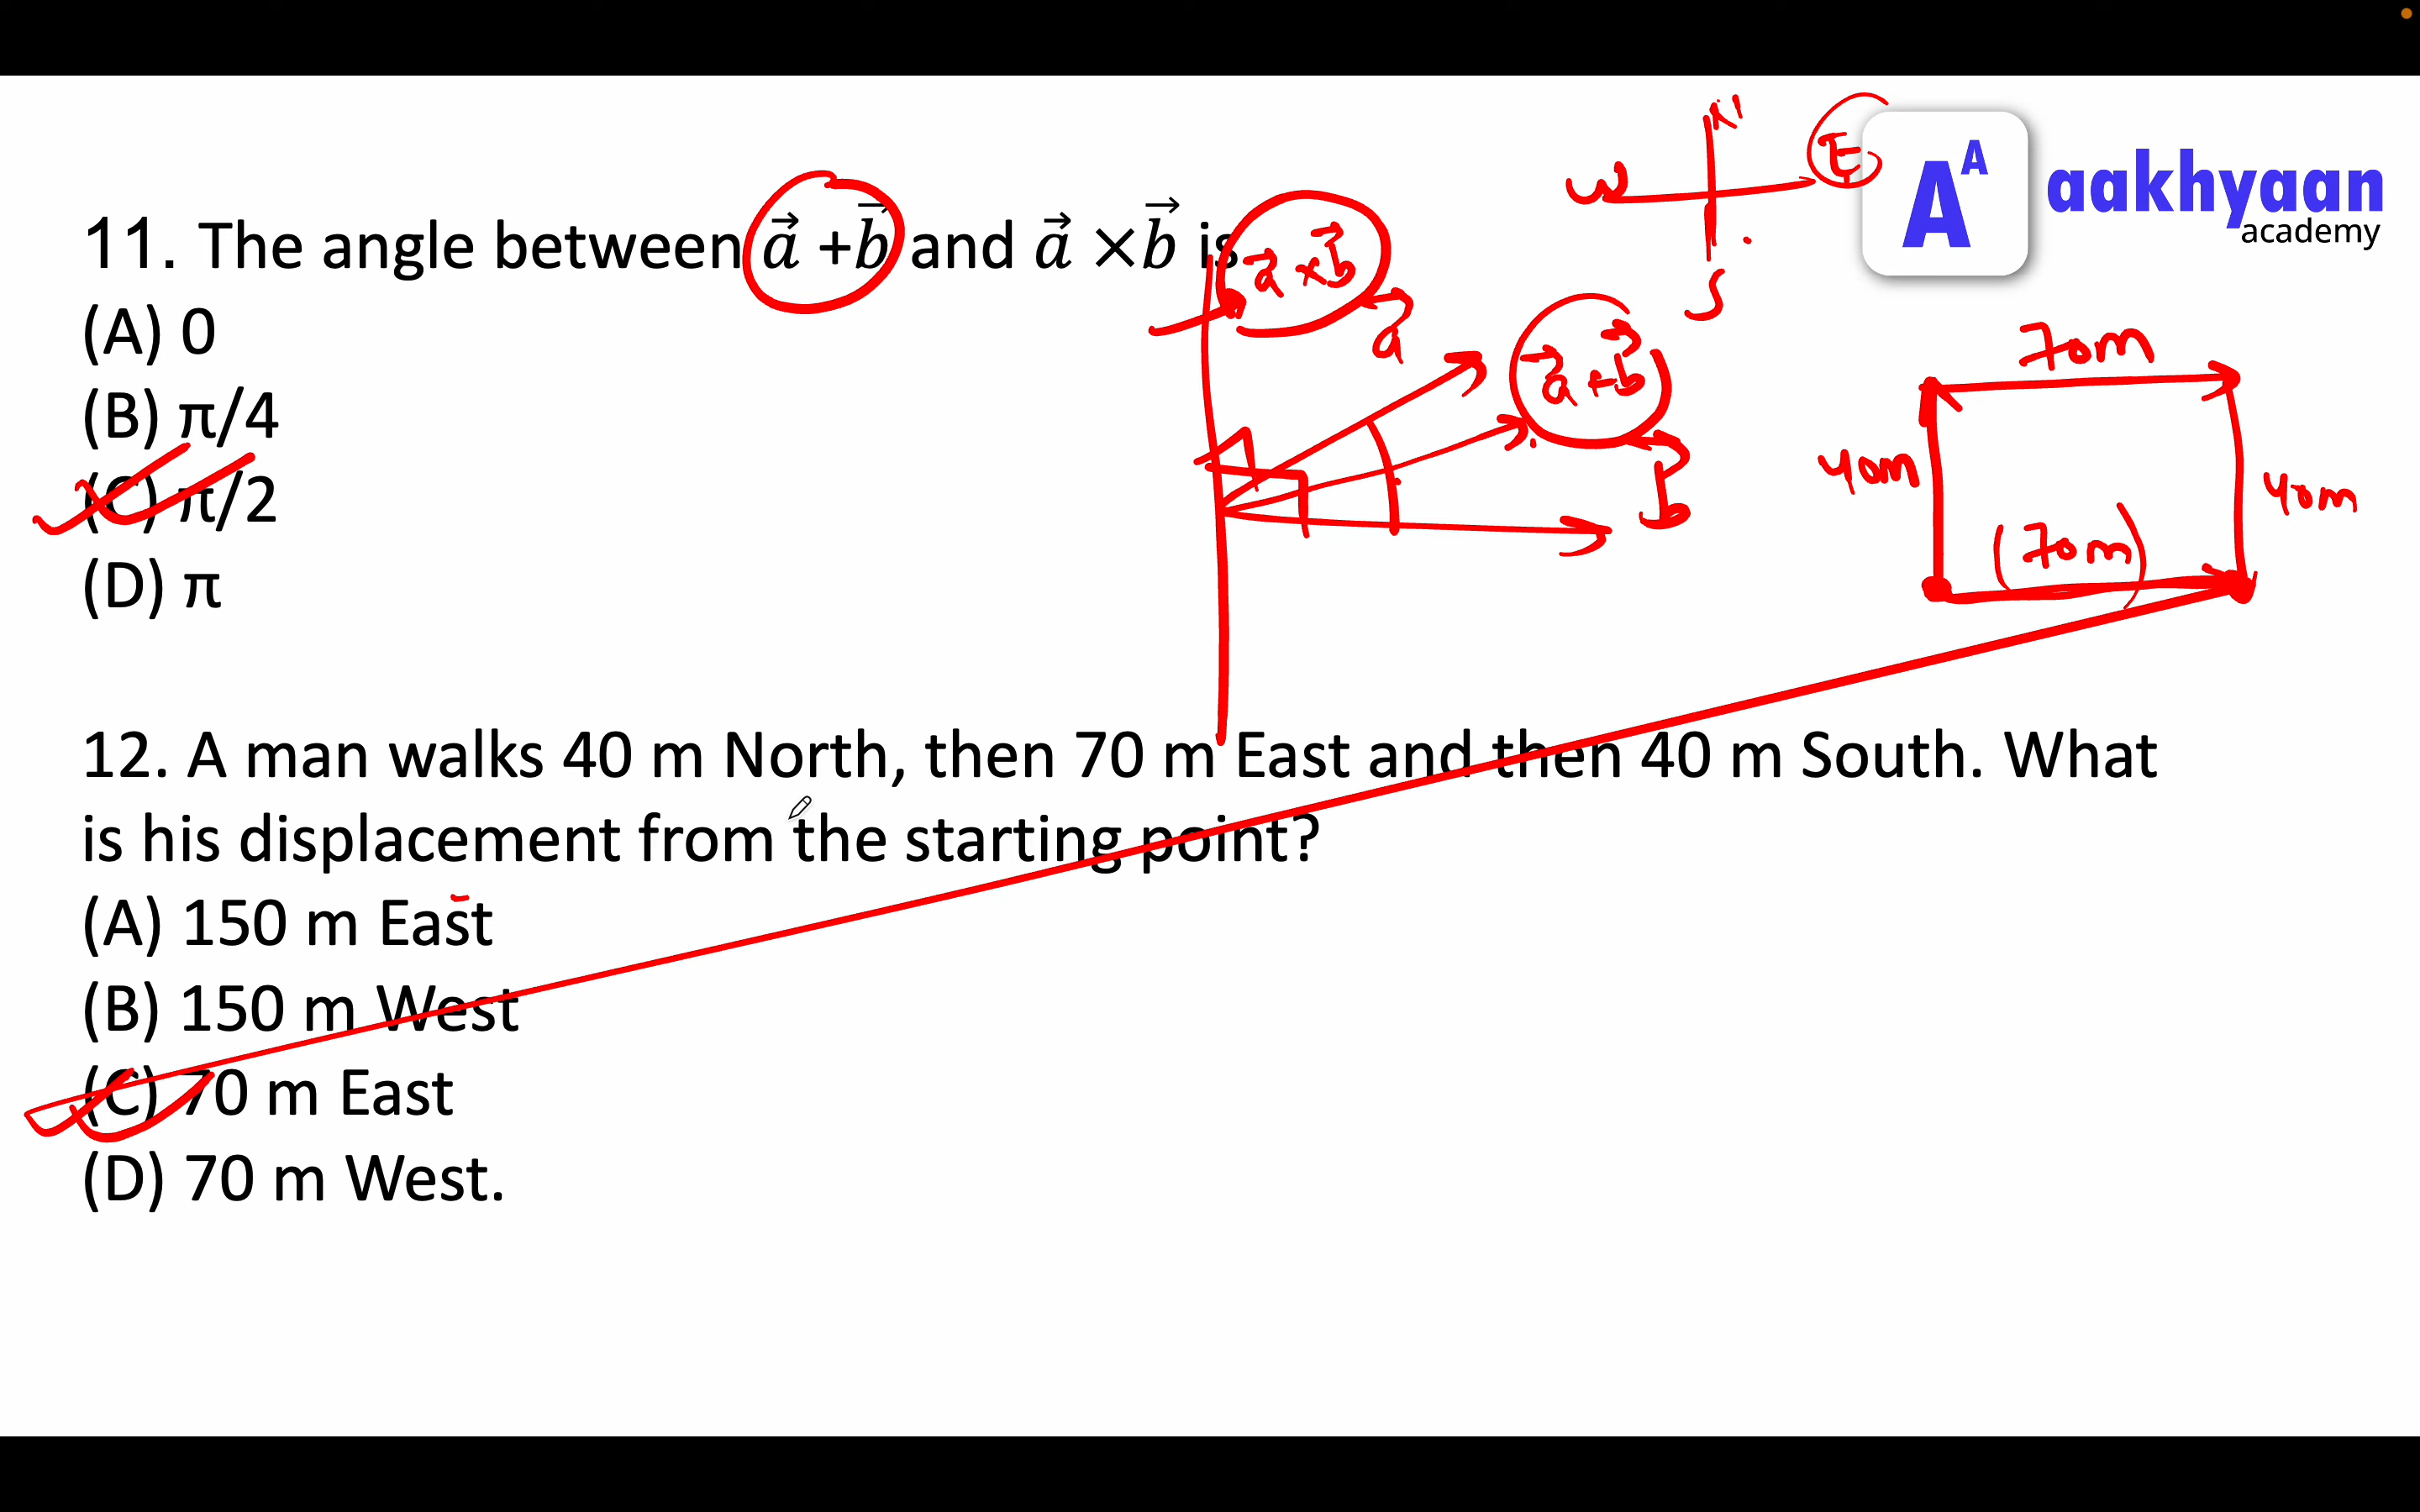 11. The angle between a⃗ + b⃗ and a⃗ × b⃗ is
(A) 0
(B) π/4
(C) π/2
(D) π
a⃗ × b⃗
a⃗
a⃗ + b⃗
b⃗
W
E
S
A A
aakhyaan
academy
70m
40m
40m
(70m)
12. A man walks 40 m North, then 70 m East and then 40 m South. What
is his displacement from the starting point?
(A) 150 m East
(B) 150 m West
(C) 70 m East
(D) 70 m West.